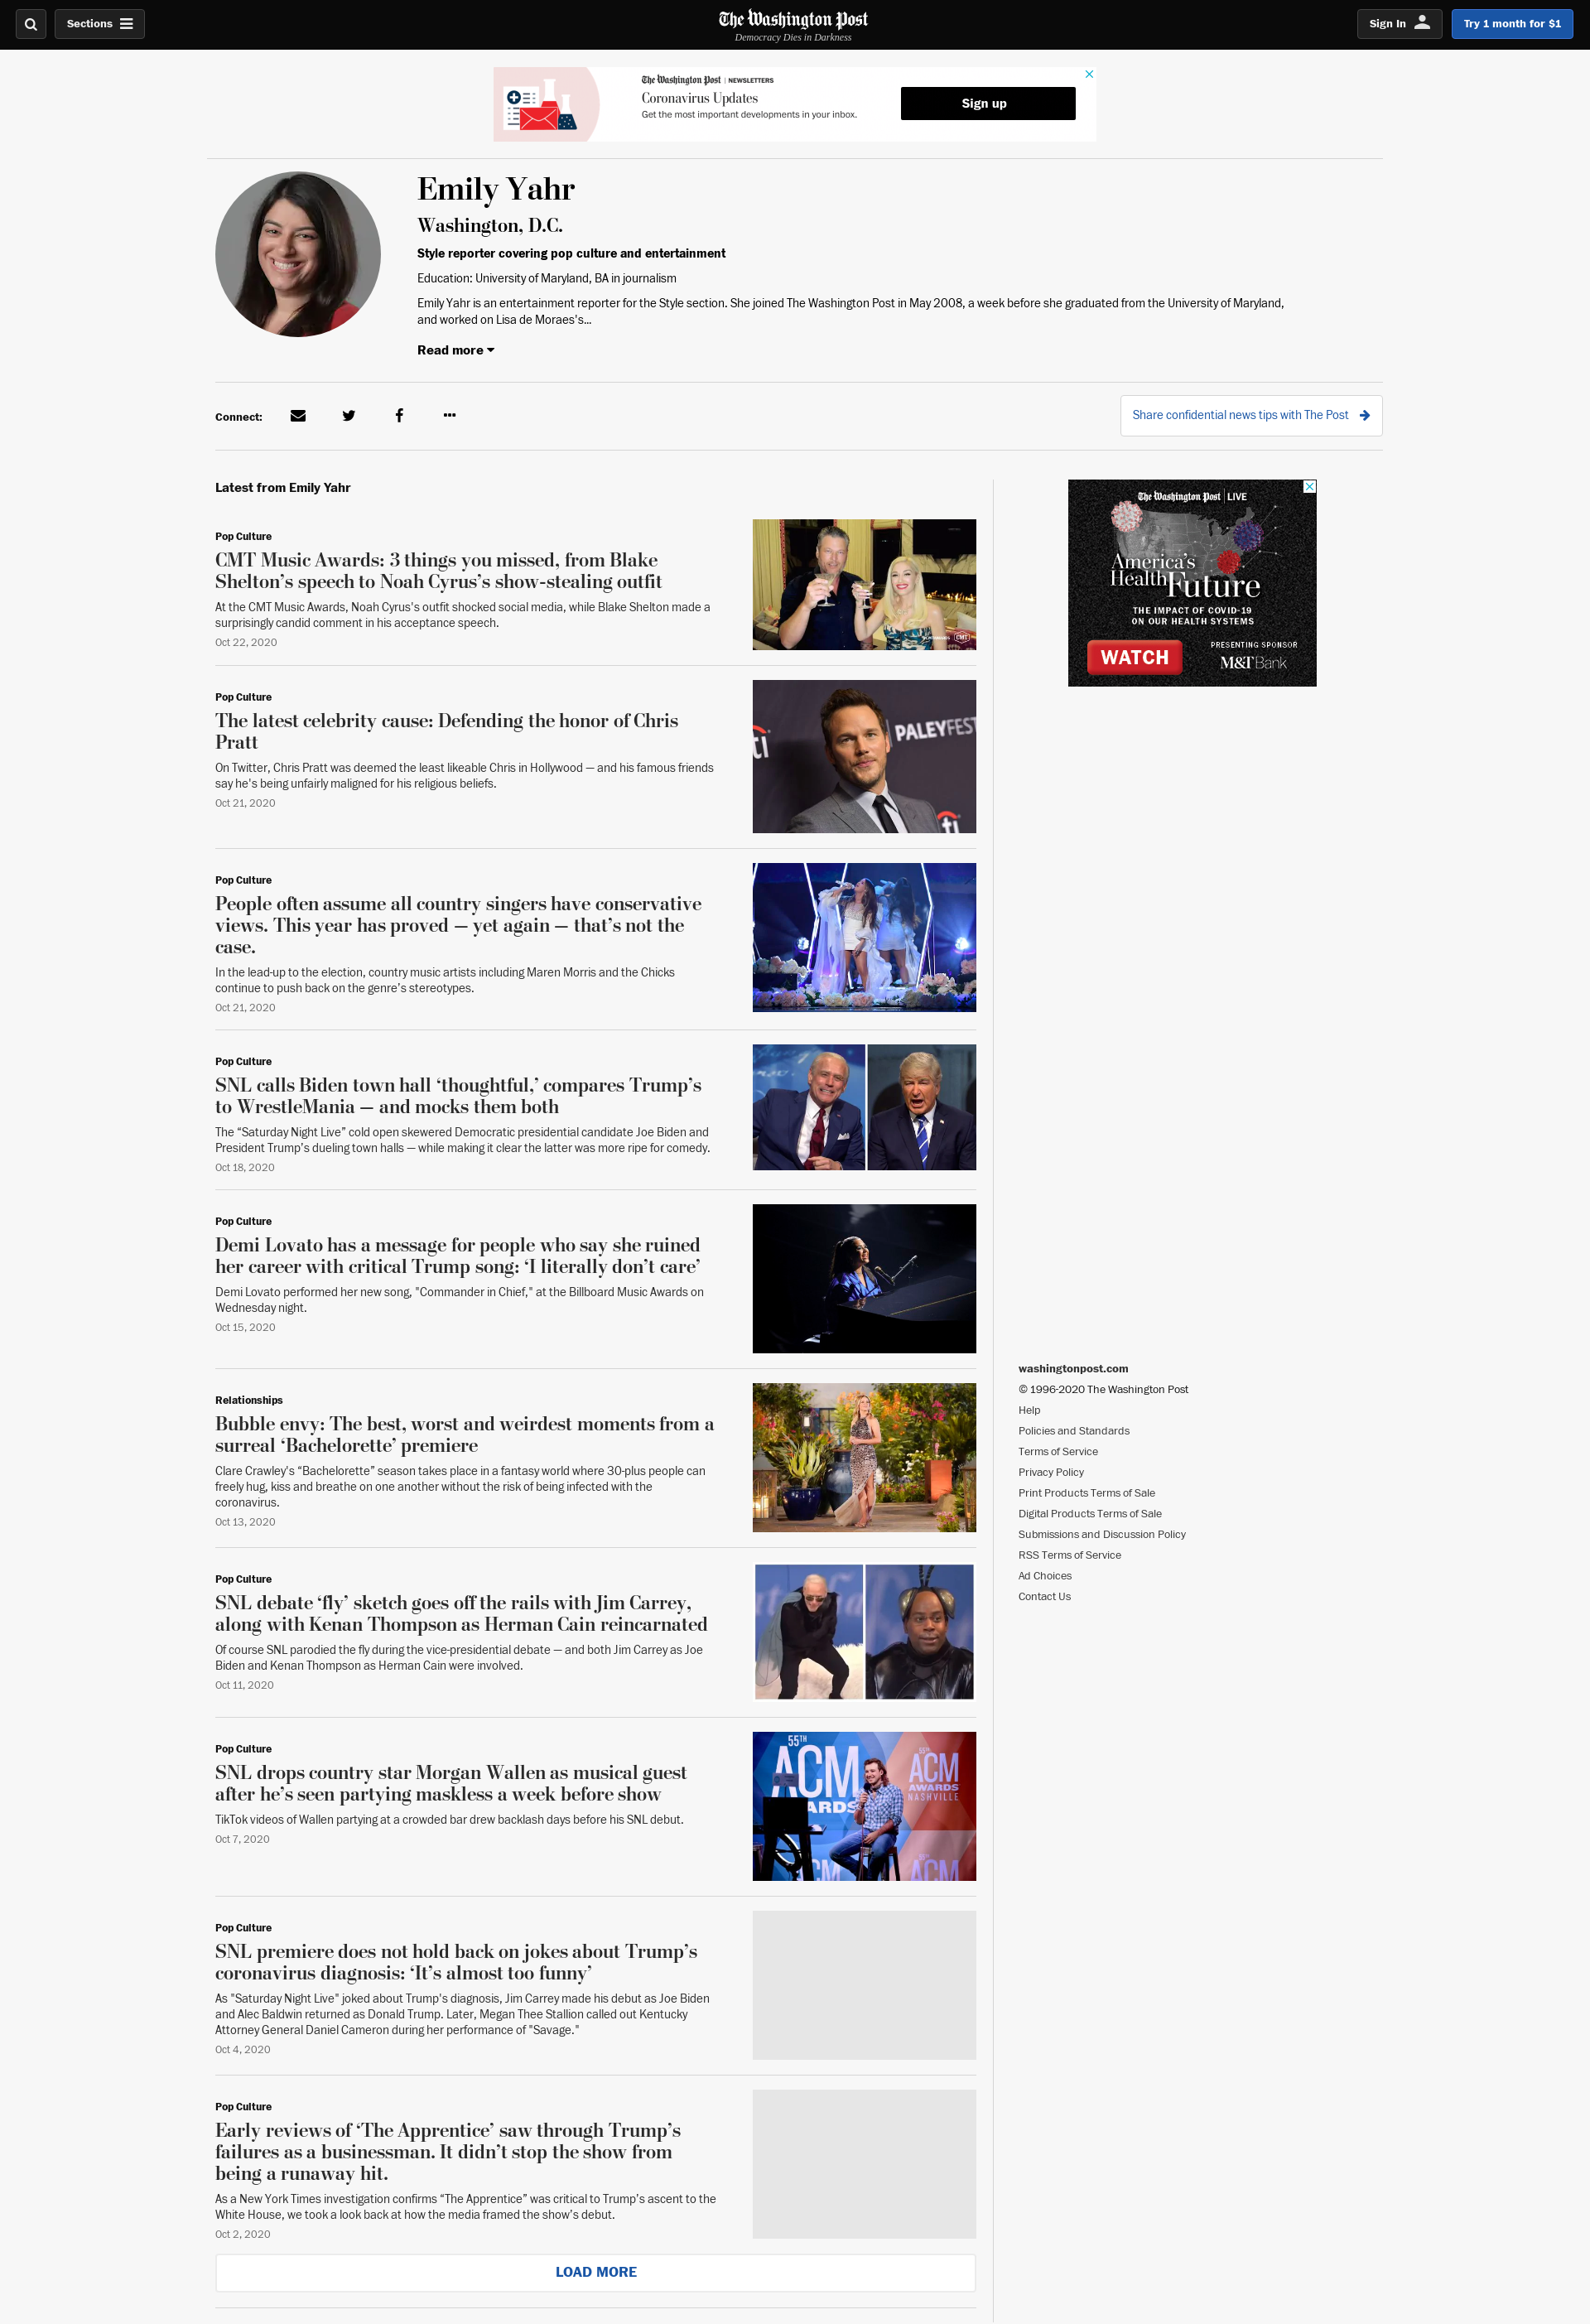 Sections
The Washington Post
Democracy Dies in Darkness
Sign In
Try 1 month for $1
The Washington Post | NEWSLETTERS
Coronavirus Updates
Get the most important developments in your inbox.
Sign up
Emily Yahr
Washington, D.C.
Style reporter covering pop culture and entertainment
Education: University of Maryland, BA in journalism
Emily Yahr is an entertainment reporter for the Style section. She joined The Washington Post in May 2008, a week before she graduated from the University of Maryland,
and worked on Lisa de Moraes's...
Read more
Connect:
Share confidential news tips with The Post
Latest from Emily Yahr
Pop Culture
CMT Music Awards: 3 things you missed, from Blake
Shelton’s speech to Noah Cyrus’s show-stealing outfit
At the CMT Music Awards, Noah Cyrus's outfit shocked social media, while Blake Shelton made a
surprisingly candid comment in his acceptance speech.
Oct 22, 2020
CMT
The Washington Post | LIVE
America's
Health Future
THE IMPACT OF COVID-19
ON OUR HEALTH SYSTEMS
WATCH
PRESENTING SPONSOR
M&T Bank
Pop Culture
The latest celebrity cause: Defending the honor of Chris
Pratt
On Twitter, Chris Pratt was deemed the least likeable Chris in Hollywood — and his famous friends
say he's being unfairly maligned for his religious beliefs.
Oct 21, 2020
PALEYFEST
citi
Pop Culture
People often assume all country singers have conservative
views. This year has proved — yet again — that’s not the
case.
In the lead-up to the election, country music artists including Maren Morris and the Chicks
continue to push back on the genre’s stereotypes.
Oct 21, 2020
Pop Culture
SNL calls Biden town hall ‘thoughtful,’ compares Trump’s
to WrestleMania — and mocks them both
The “Saturday Night Live” cold open skewered Democratic presidential candidate Joe Biden and
President Trump’s dueling town halls — while making it clear the latter was more ripe for comedy.
Oct 18, 2020
Pop Culture
Demi Lovato has a message for people who say she ruined
her career with critical Trump song: ‘I literally don’t care’
Demi Lovato performed her new song, "Commander in Chief," at the Billboard Music Awards on
Wednesday night.
Oct 15, 2020
Relationships
Bubble envy: The best, worst and weirdest moments from a
surreal ‘Bachelorette’ premiere
Clare Crawley's “Bachelorette” season takes place in a fantasy world where 30-plus people can
freely hug, kiss and breathe on one another without the risk of being infected with the
coronavirus.
Oct 13, 2020
washingtonpost.com
© 1996-2020 The Washington Post
Help
Policies and Standards
Terms of Service
Privacy Policy
Print Products Terms of Sale
Digital Products Terms of Sale
Submissions and Discussion Policy
RSS Terms of Service
Ad Choices
Contact Us
Pop Culture
SNL debate ‘fly’ sketch goes off the rails with Jim Carrey,
along with Kenan Thompson as Herman Cain reincarnated
Of course SNL parodied the fly during the vice-presidential debate — and both Jim Carrey as Joe
Biden and Kenan Thompson as Herman Cain were involved.
Oct 11, 2020
Pop Culture
SNL drops country star Morgan Wallen as musical guest
after he’s seen partying maskless a week before show
TikTok videos of Wallen partying at a crowded bar drew backlash days before his SNL debut.
Oct 7, 2020
55TH
ACM
ARDS
55TH
ACM
AWARDS
NASHVILLE
ACM
Pop Culture
SNL premiere does not hold back on jokes about Trump’s
coronavirus diagnosis: ‘It’s almost too funny’
As "Saturday Night Live" joked about Trump's diagnosis, Jim Carrey made his debut as Joe Biden
and Alec Baldwin returned as Donald Trump. Later, Megan Thee Stallion called out Kentucky
Attorney General Daniel Cameron during her performance of "Savage."
Oct 4, 2020
Pop Culture
Early reviews of ‘The Apprentice’ saw through Trump’s
failures as a businessman. It didn’t stop the show from
being a runaway hit.
As a New York Times investigation confirms “The Apprentice” was critical to Trump’s ascent to the
White House, we took a look back at how the media framed the show’s debut.
Oct 2, 2020
LOAD MORE